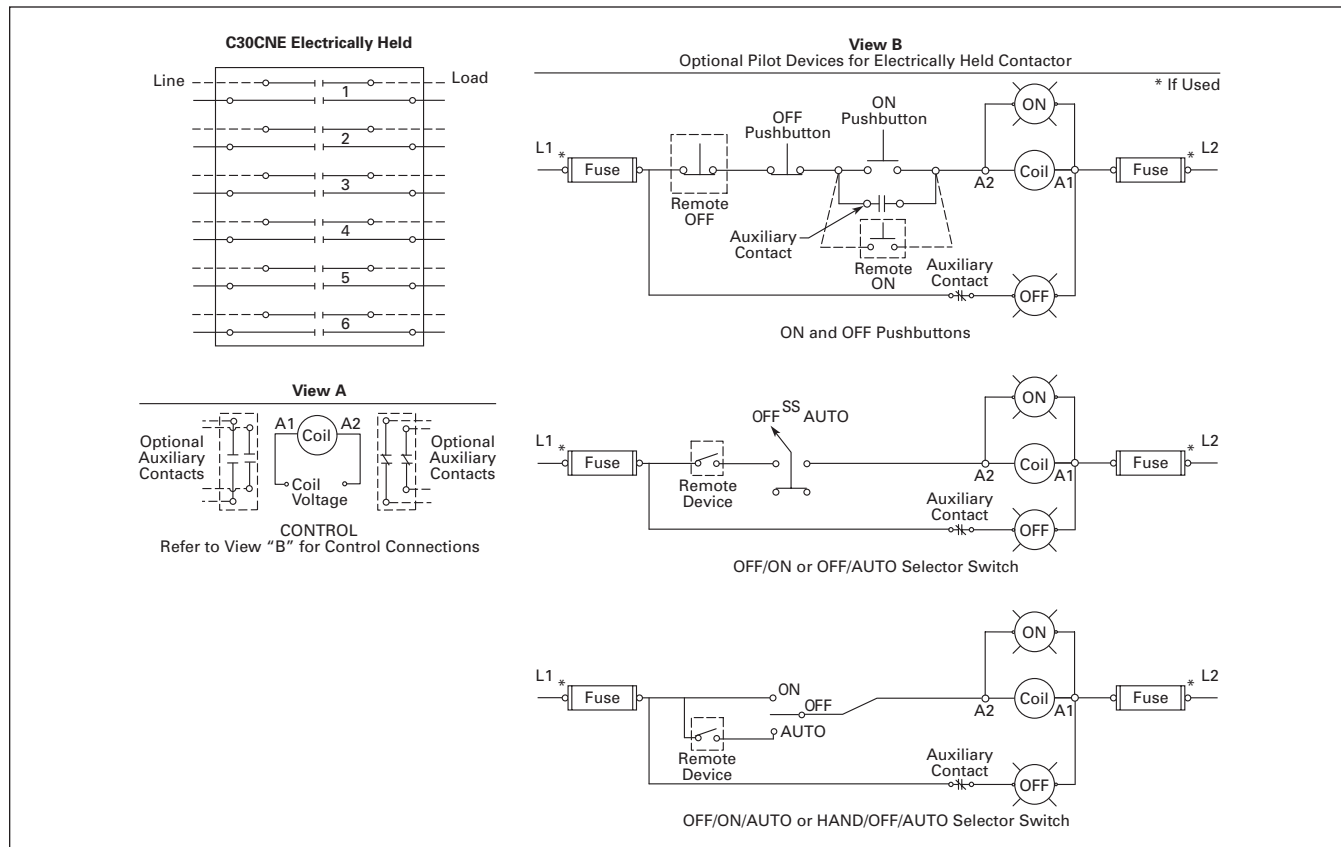 C30CNE Electrically Held
Line
Load
1
2
3
4
5
6
View A
Optional
Auxiliary
Contacts
A1
Coil
A2
Coil
Voltage
Optional
Auxiliary
Contacts
CONTROL
Refer to View "B" for Control Connections
View B
Optional Pilot Devices for Electrically Held Contactor
* If Used
L1
*
Fuse
Remote
OFF
OFF
Pushbutton
ON
Pushbutton
Auxiliary
Contact
Remote
ON
ON
A2
Coil
A1
Fuse
*
L2
Auxiliary
Contact
OFF
ON and OFF Pushbuttons
L1
*
Fuse
Remote
Device
OFF
SS
AUTO
ON
A2
Coil
A1
Fuse
*
L2
Auxiliary
Contact
OFF
OFF/ON or OFF/AUTO Selector Switch
L1
*
Fuse
ON
OFF
AUTO
Remote
Device
ON
A2
Coil
A1
Fuse
*
L2
Auxiliary
Contact
OFF
OFF/ON/AUTO or HAND/OFF/AUTO Selector Switch